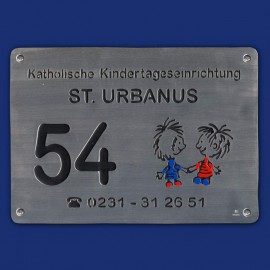 Katholische Kindertageseinrichtung
ST. URBANUS
54
☎ 0231 - 31 26 51